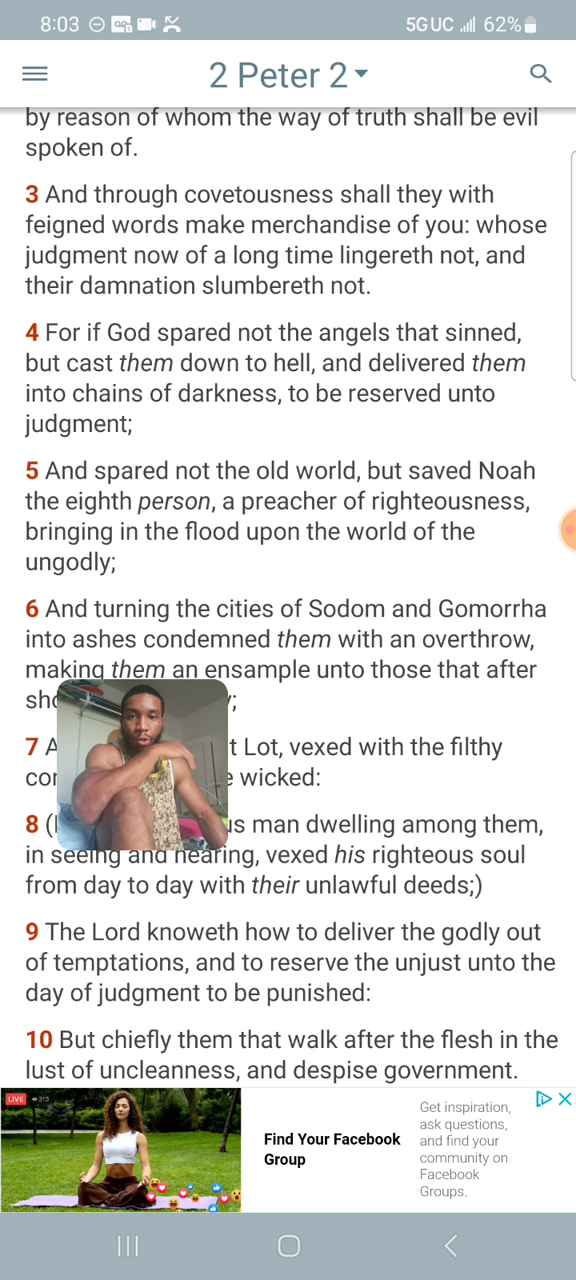 8:03
5G UC 62%
2 Peter 2
by reason of whom the way of truth shall be evil
spoken of.
3 And through covetousness shall they with
feigned words make merchandise of you: whose
judgment now of a long time lingereth not, and
their damnation slumbereth not.
4 For if God spared not the angels that sinned,
but cast them down to hell, and delivered them
into chains of darkness, to be reserved unto
judgment;
5 And spared not the old world, but saved Noah
the eighth person, a preacher of righteousness,
bringing in the flood upon the world of the
ungodly;
6 And turning the cities of Sodom and Gomorrha
into ashes condemned them with an overthrow,
making them an ensample unto those that after
7 Lot, vexed with the filthy
wicked:
8 man dwelling among them,
in seeing and hearing, vexed his righteous soul
from day to day with their unlawful deeds;)
9 The Lord knoweth how to deliver the godly out
of temptations, and to reserve the unjust unto the
day of judgment to be punished:
10 But chiefly them that walk after the flesh in the
lust of uncleanness, and despise government.
LIVE 313
Find Your Facebook
Group
Get inspiration,
ask questions,
and find your
community on
Facebook
Groups.